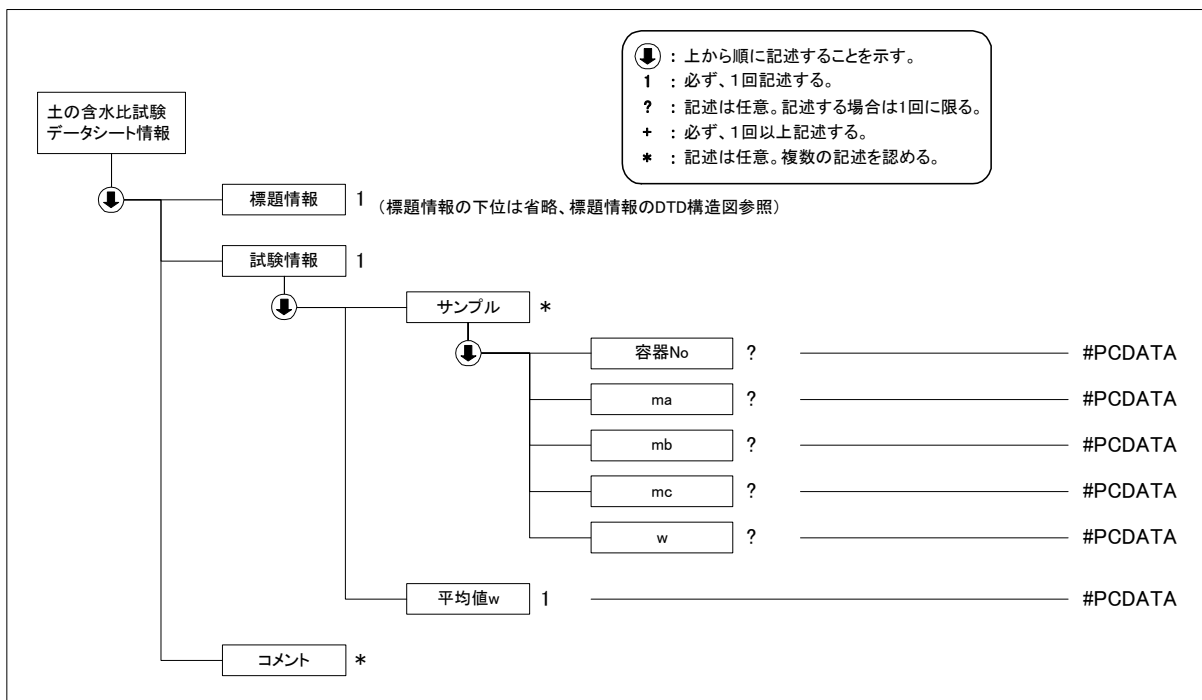 ： 上から順に記述することを示す。
1 ： 必ず、1回記述する。
? ： 記述は任意。記述する場合は1回に限る。
+ ： 必ず、1回以上記述する。
* ： 記述は任意。複数の記述を認める。
土の含水比試験
データシート情報
標題情報 1 （標題情報の下位は省略、標題情報のDTD構造図参照）
試験情報 1
サンプル *
容器No ? #PCDATA
ma ? #PCDATA
mb ? #PCDATA
mc ? #PCDATA
w ? #PCDATA
平均値w 1 #PCDATA
コメント *